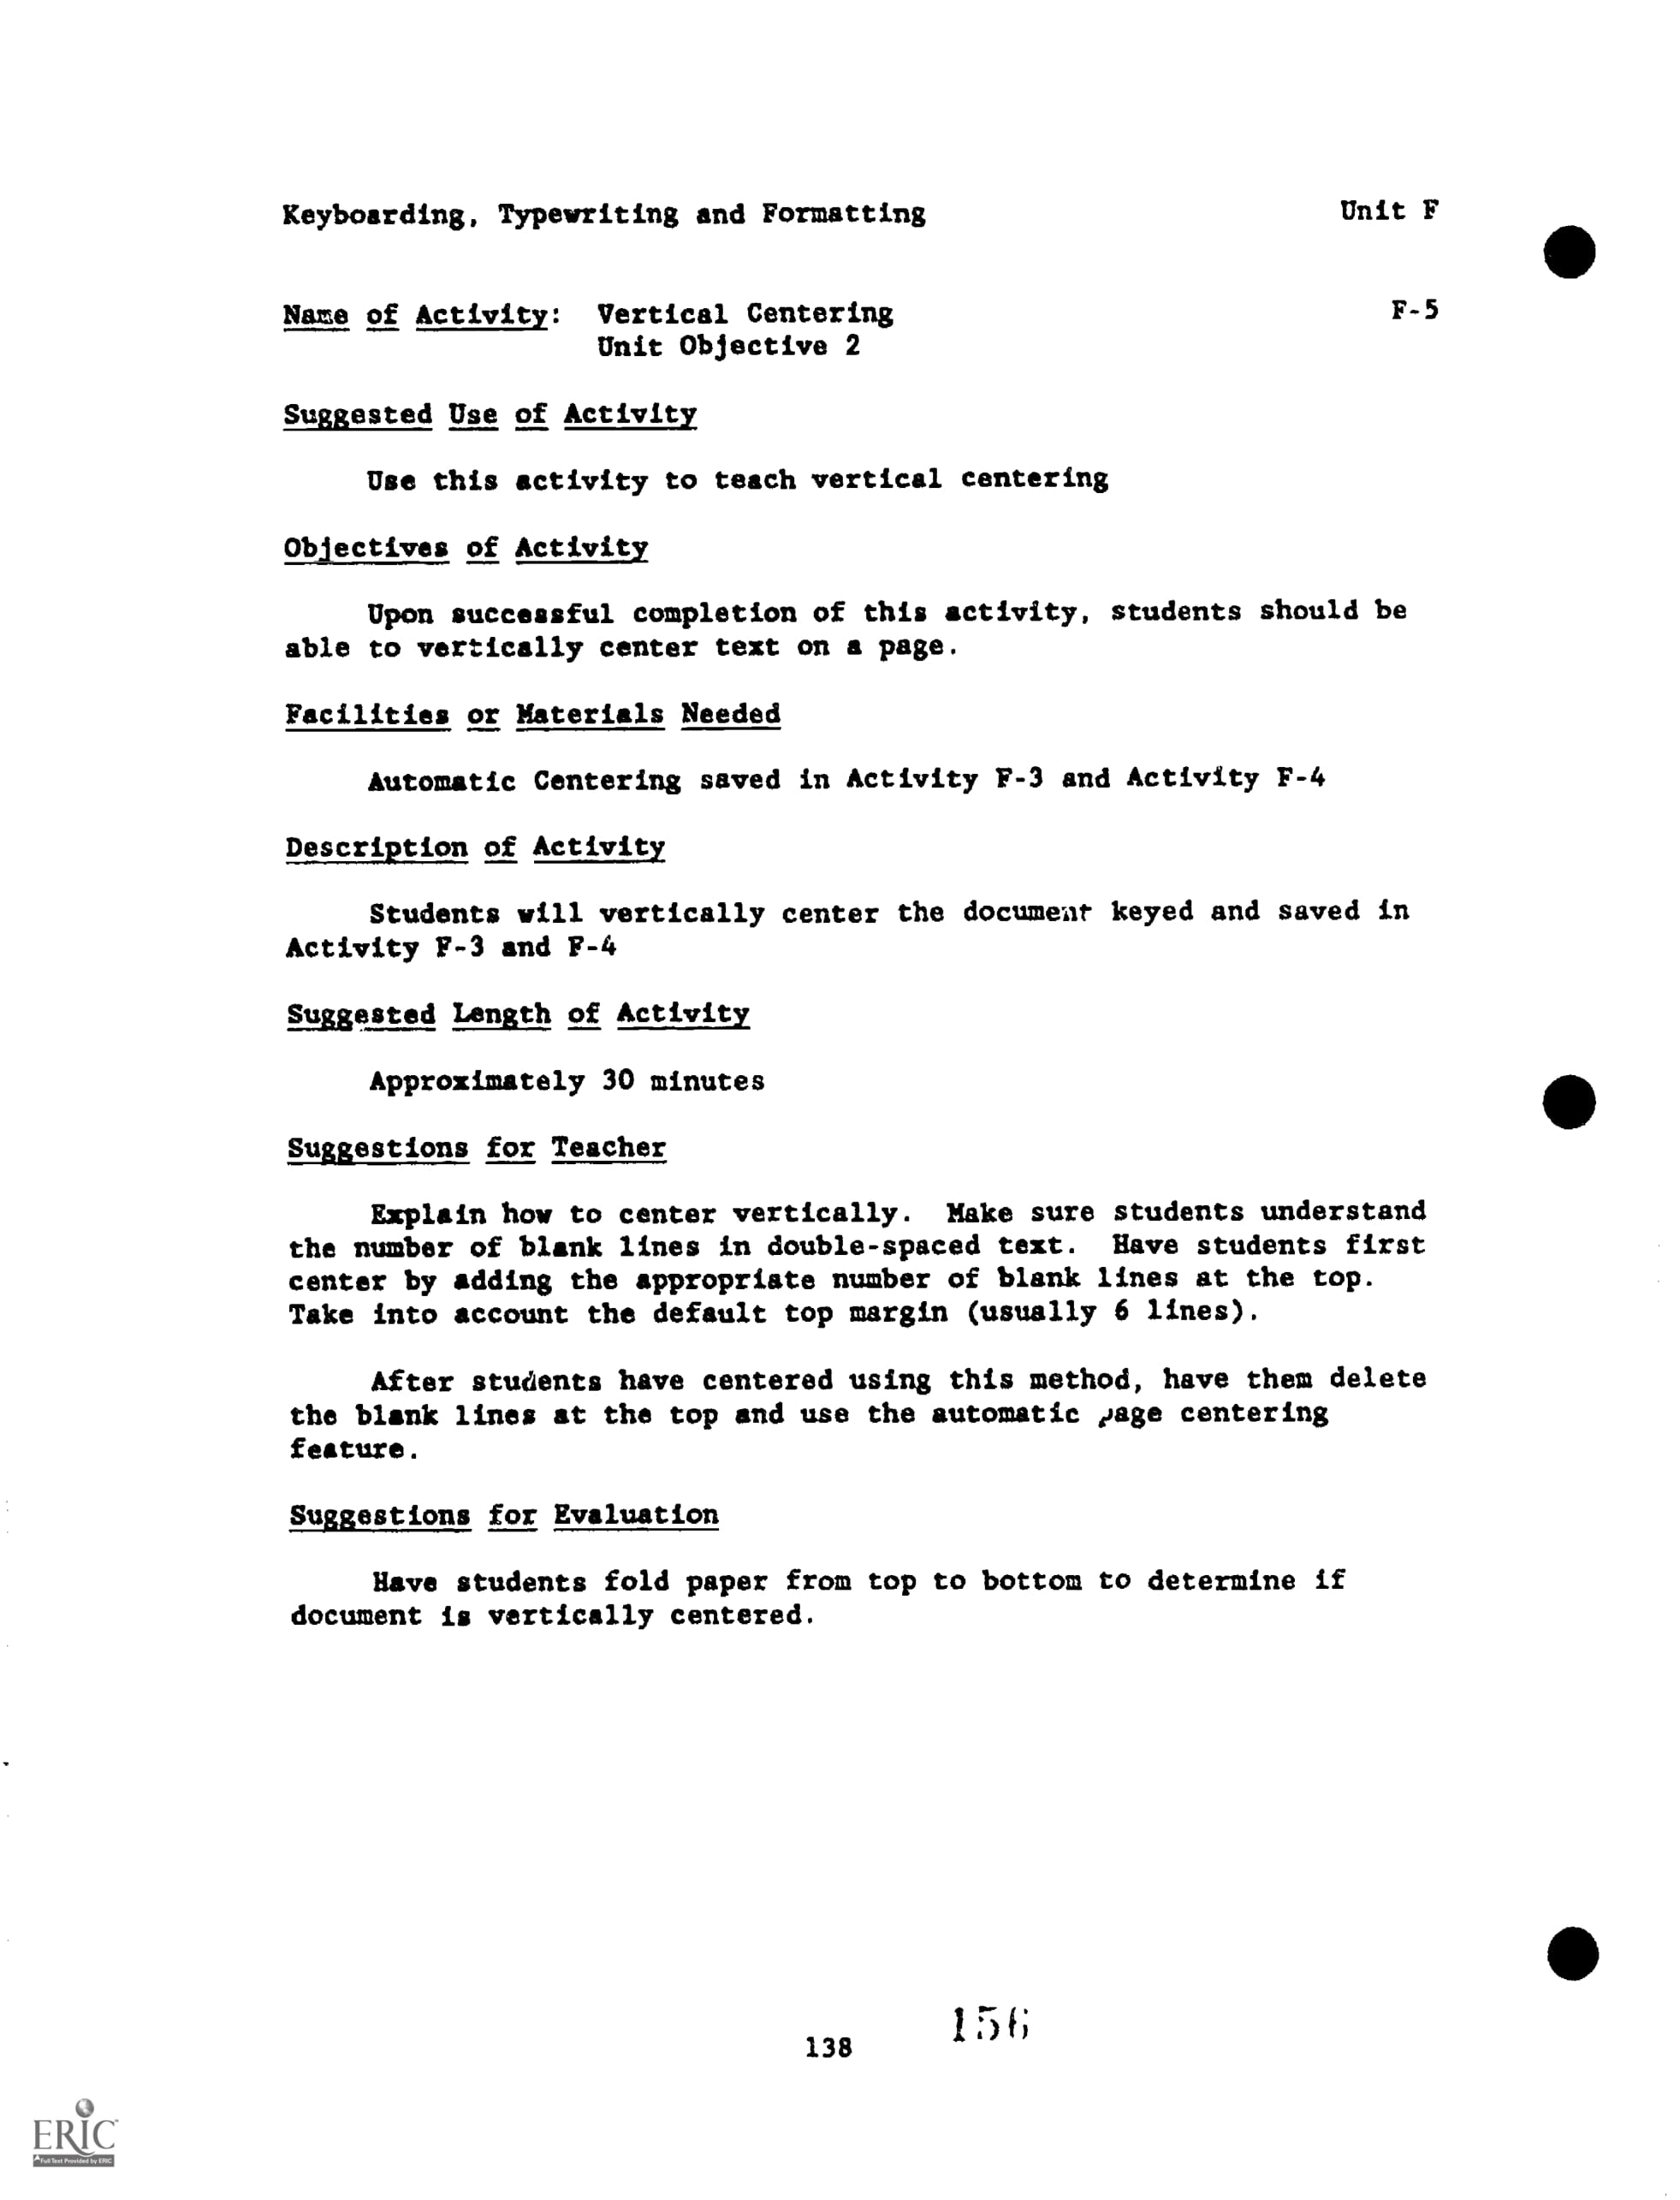 Keyboarding, Typewriting and Formatting Unit F
Name of Activity: Vertical Centering F-5
Unit Objective 2
Suggested Use of Activity
Use this activity to teach vertical centering
Objectives of Activity
Upon successful completion of this activity, students should be
able to vertically center text on a page.
Facilities or Materials Needed
Automatic Centering saved in Activity F-3 and Activity F-4
Description of Activity
Students will vertically center the document keyed and saved in
Activity F-3 and F-4
Suggested Length of Activity
Approximately 30 minutes
Suggestions for Teacher
Explain how to center vertically. Make sure students understand
the number of blank lines in double-spaced text. Have students first
center by adding the appropriate number of blank lines at the top.
Take into account the default top margin (usually 6 lines).
After students have centered using this method, have them delete
the blank lines at the top and use the automatic page centering
feature.
Suggestions for Evaluation
Have students fold paper from top to bottom to determine if
document is vertically centered.
156
138
ERIC
Full Text Provided by ERIC